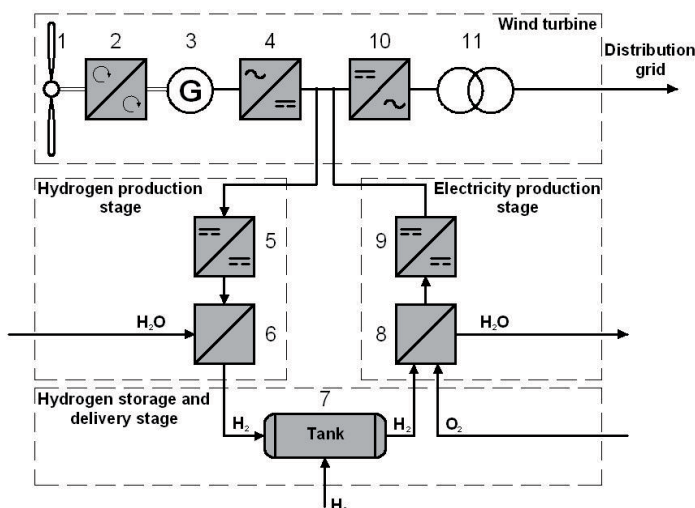 Wind turbine
1
2
3
4
10
11
Distribution
grid
G
Hydrogen production
stage
Electricity production
stage
5
9
H₂O
6
8
H₂O
Hydrogen storage and
delivery stage
7
H₂
Tank
H₂
O₂